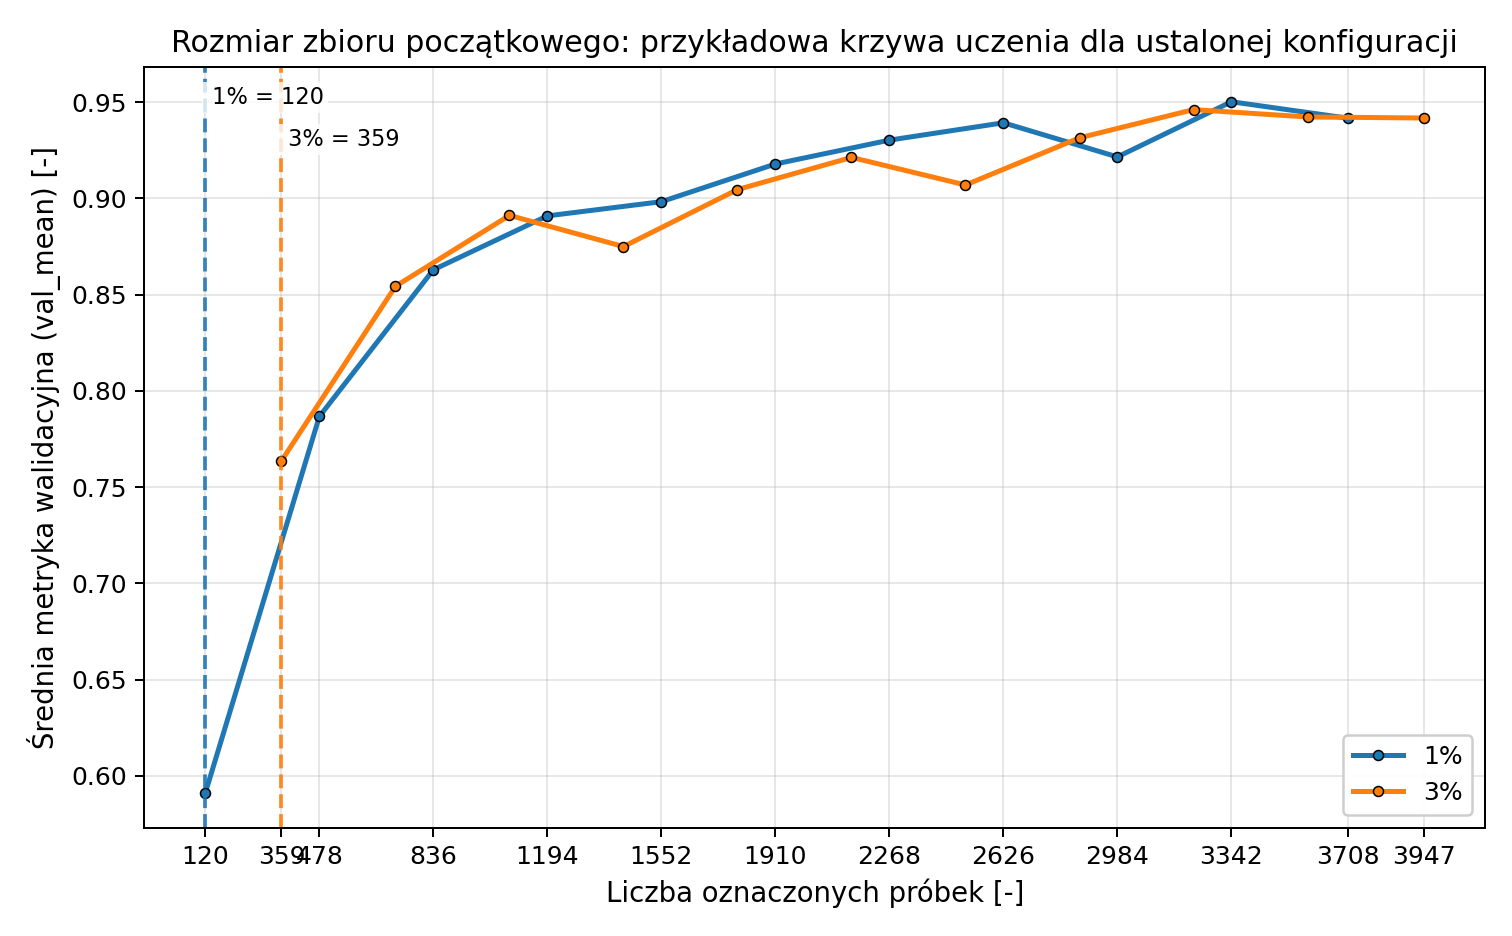 Rozmiar zbioru początkowego: przykładowa krzywa uczenia dla ustalonej konfiguracji
1% = 120
3% = 359
0.95
0.90
0.85
0.80
0.75
0.70
0.65
0.60
Średnia metryka walidacyjna (val_mean) [-]
1%
3%
120 359 478 836 1194 1552 1910 2268 2626 2984 3342 3708 3947
Liczba oznaczonych próbek [-]